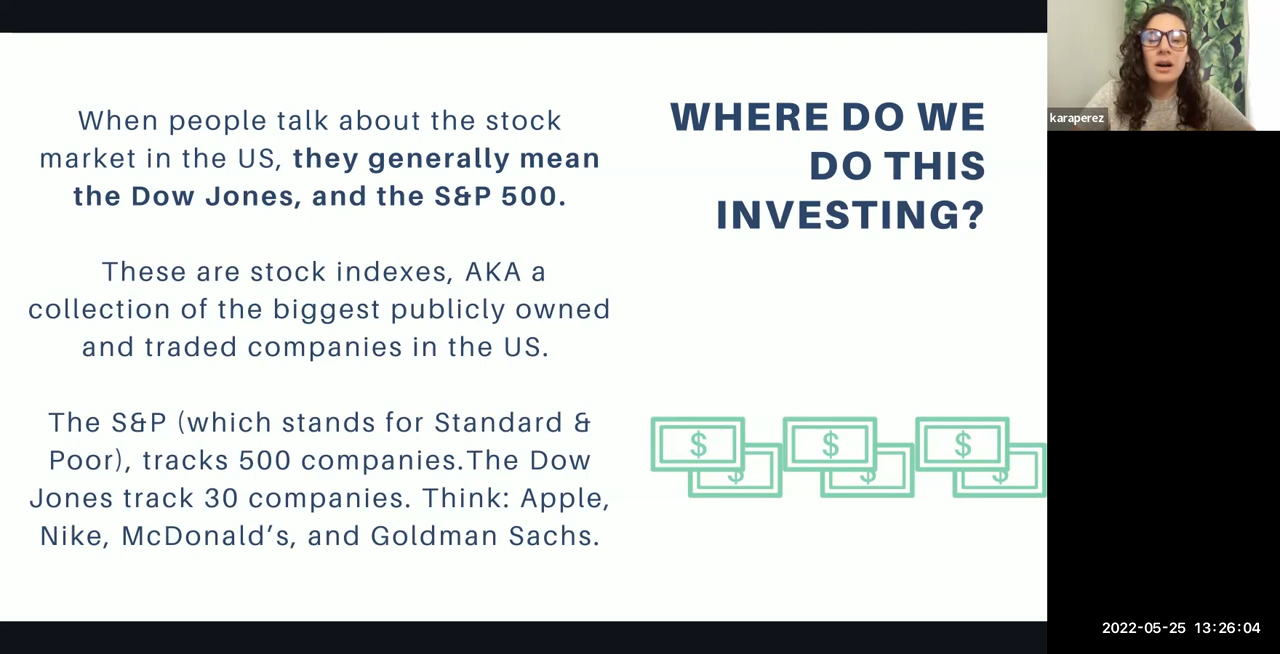 When people talk about the stock
market in the US, they generally mean
the Dow Jones, and the S&P 500.
These are stock indexes, AKA a
collection of the biggest publicly owned
and traded companies in the US.
The S&P (which stands for Standard &
Poor), tracks 500 companies.The Dow
Jones track 30 companies. Think: Apple,
Nike, McDonald’s, and Goldman Sachs.
WHERE DO WE
DO THIS
INVESTING?
$ $ $
$ $ $
karaperez
2022-05-25 13:26:04